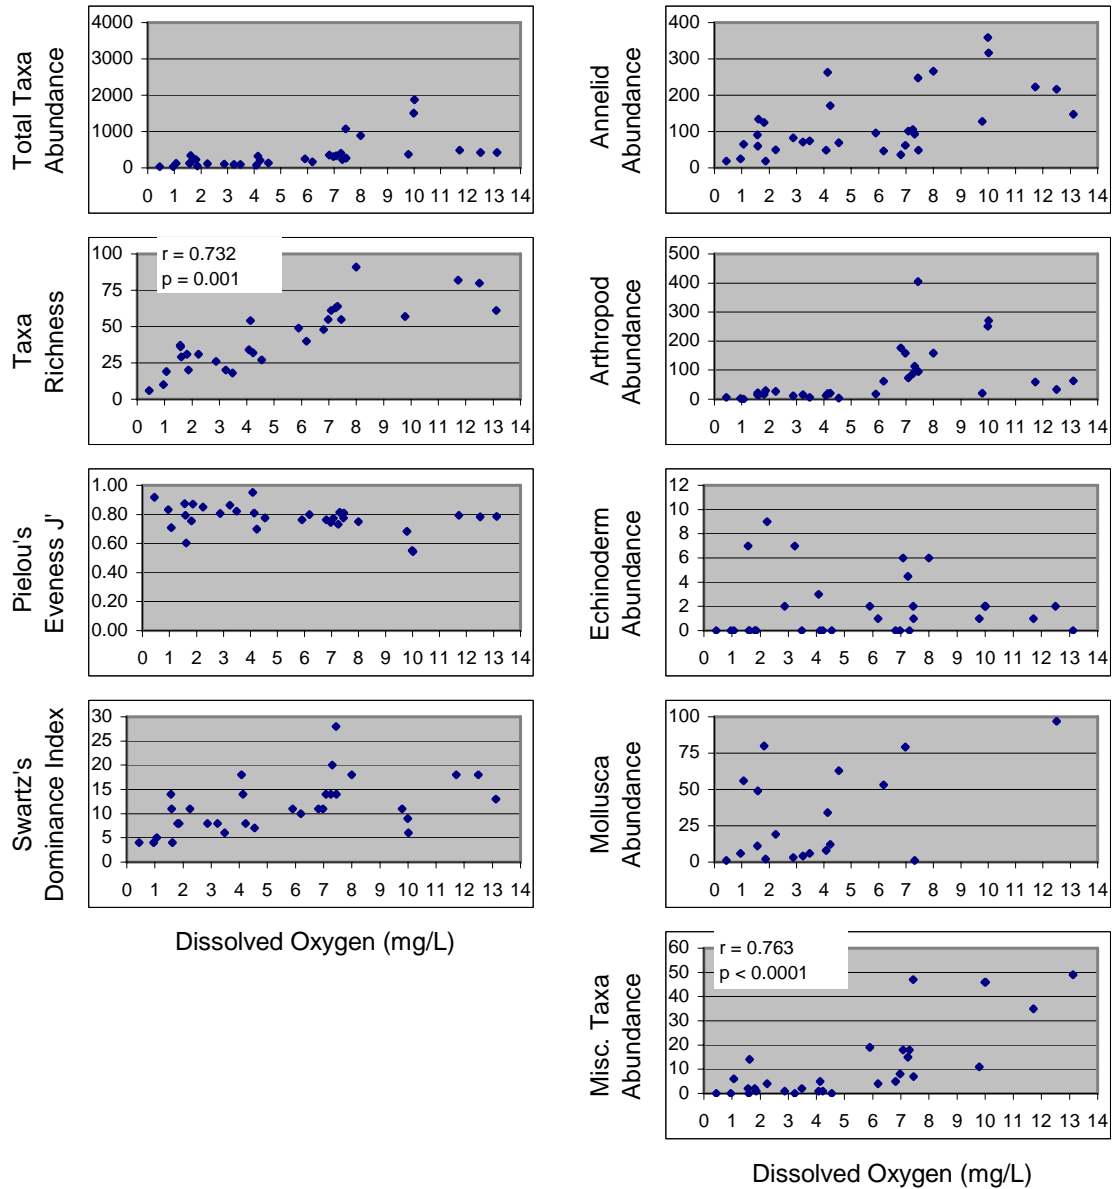 Total Taxa
Abundance
4000
3000
2000
1000
0
0 1 2 3 4 5 6 7 8 9 10 11 12 13 14
Taxa
Richness
100
75
50
25
0
r = 0.732
p = 0.001
0 1 2 3 4 5 6 7 8 9 10 11 12 13 14
Pielou's
Eveness J'
1.00
0.80
0.60
0.40
0.20
0.00
0 1 2 3 4 5 6 7 8 9 10 11 12 13 14
Swartz's
Dominance Index
30
25
20
15
10
5
0
0 1 2 3 4 5 6 7 8 9 10 11 12 13 14
Dissolved Oxygen (mg/L)
Annelid
Abundance
400
300
200
100
0
0 1 2 3 4 5 6 7 8 9 10 11 12 13 14
Arthropod
Abundance
500
400
300
200
100
0
0 1 2 3 4 5 6 7 8 9 10 11 12 13 14
Echinoderm
Abundance
12
10
8
6
4
2
0
0 1 2 3 4 5 6 7 8 9 10 11 12 13 14
Mollusca
Abundance
100
75
50
25
0
0 1 2 3 4 5 6 7 8 9 10 11 12 13 14
Misc. Taxa
Abundance
60
50
40
30
20
10
0
r = 0.763
p < 0.0001
0 1 2 3 4 5 6 7 8 9 10 11 12 13 14
Dissolved Oxygen (mg/L)